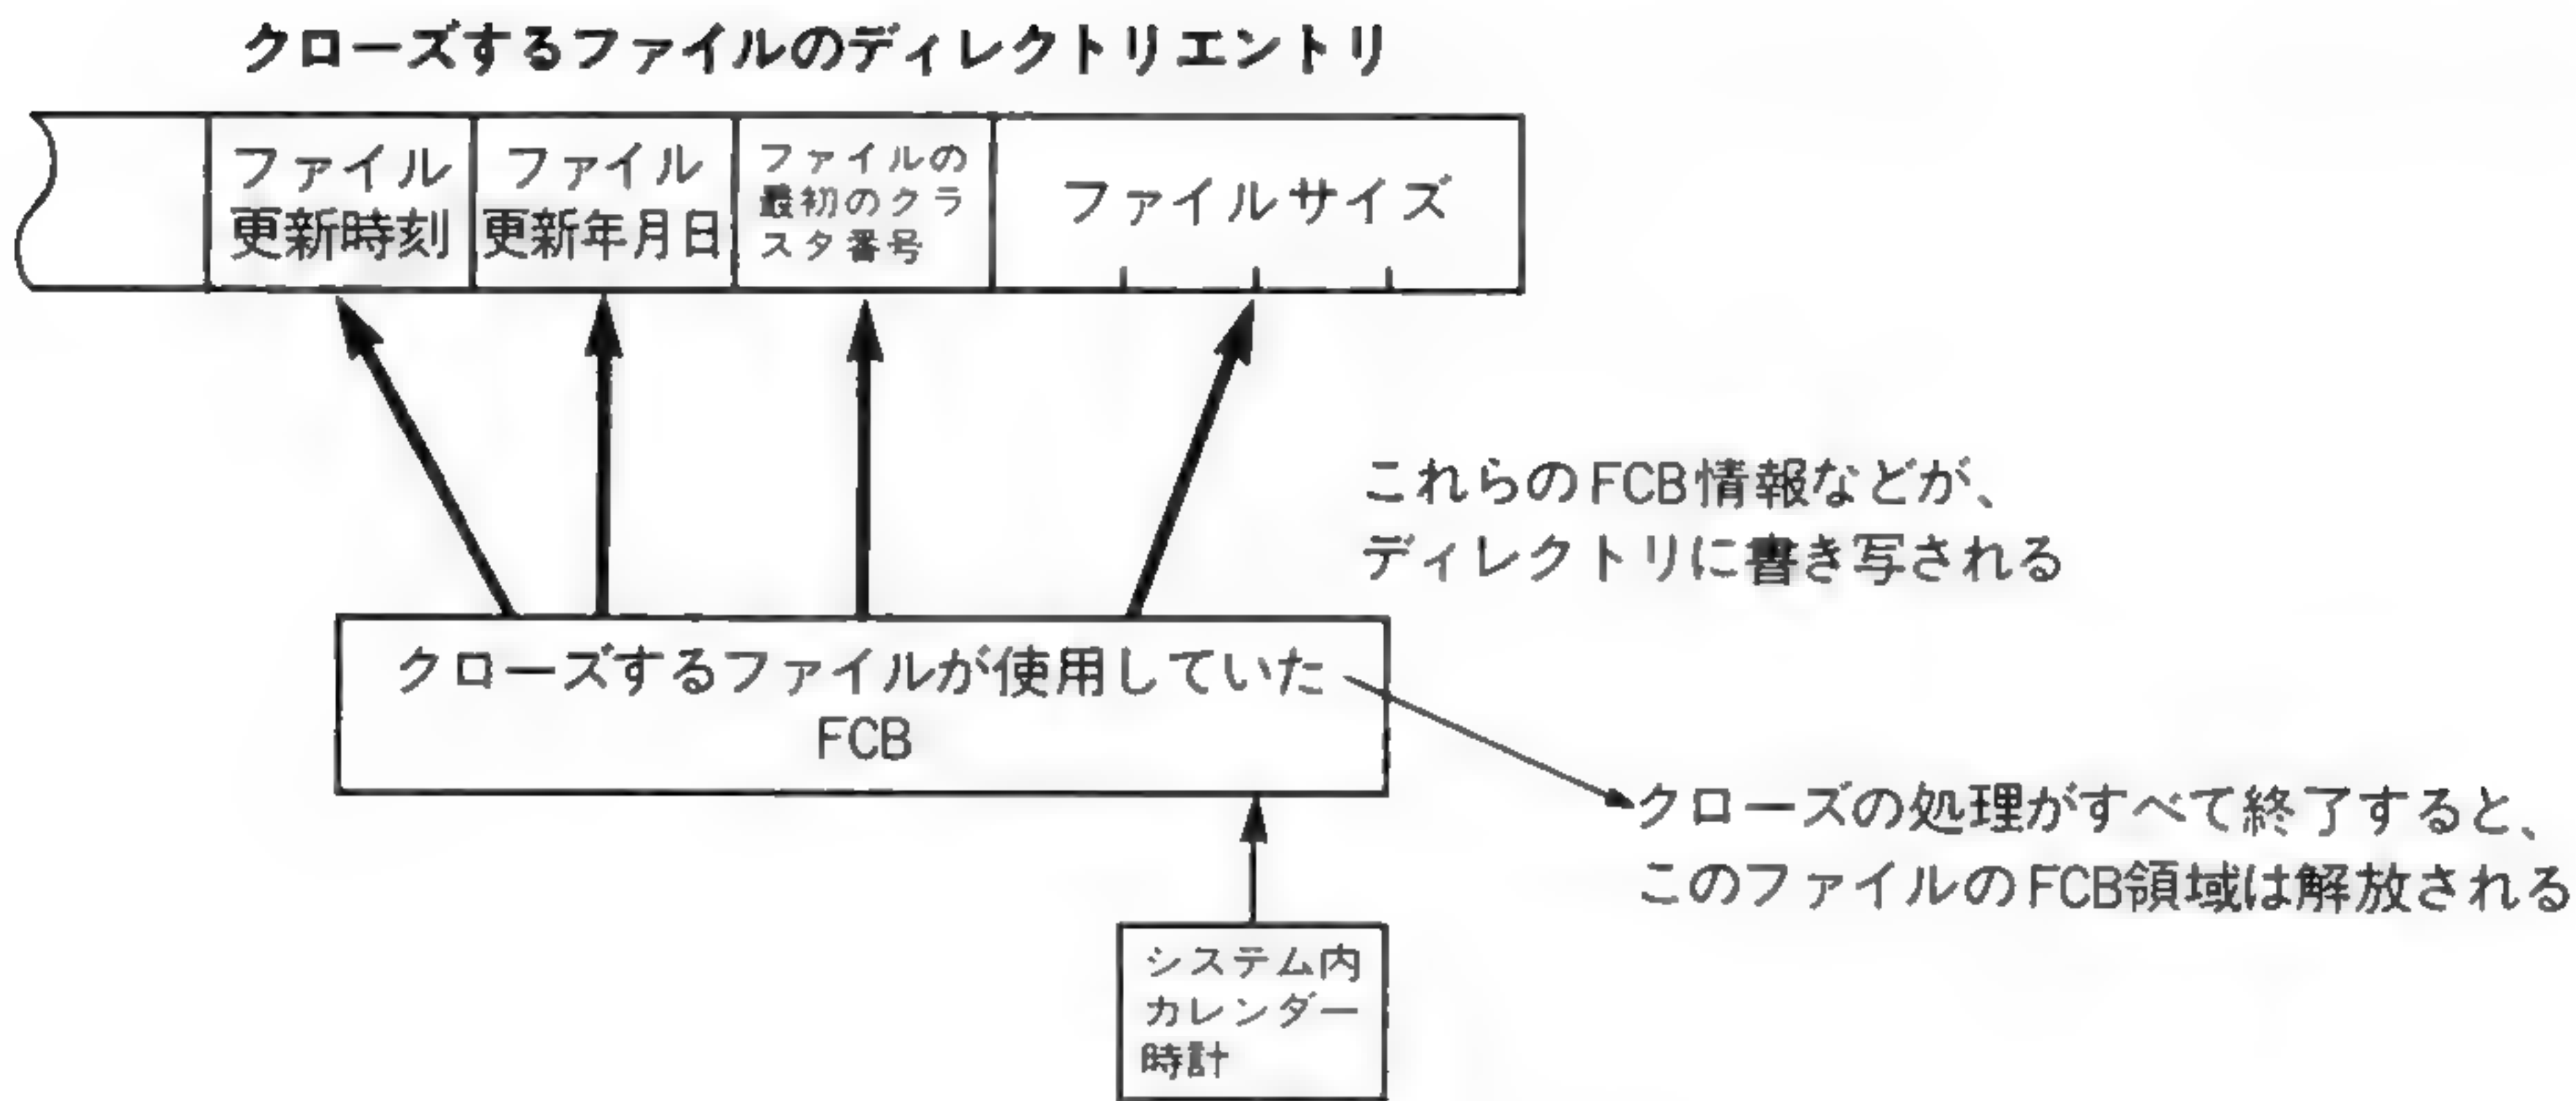 クローズするファイルのディレクトリエントリ
ファイル
更新時刻
ファイル
更新年月日
ファイルの
最初のクラ
スタ番号
ファイルサイズ
これらのFCB情報などが、
ディレクトリに書き写される
クローズするファイルが使用していた
FCB
クローズの処理がすべて終了すると、
このファイルのFCB領域は解放される
システム内
カレンダー
時計